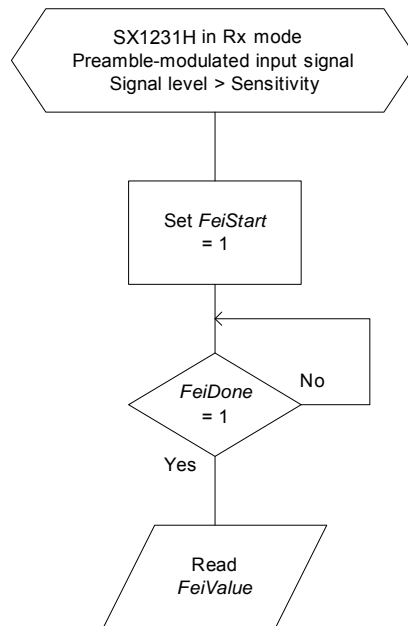 SX1231H in Rx mode
Preamble-modulated input signal
Signal level > Sensitivity
Set FeiStart
= 1
FeiDone
= 1
No
Yes
Read
FeiValue